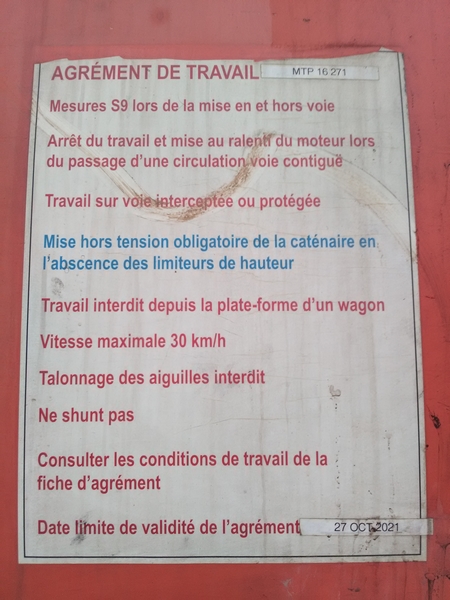 AGRÉMENT DE TRAVAIL MTP 16 271
Mesures S9 lors de la mise en et hors voie
Arrêt du travail et mise au ralenti du moteur lors
du passage d'une circulation voie contiguë
Travail sur voie interceptée ou protégée
Mise hors tension obligatoire de la caténaire en
l'abscence des limiteurs de hauteur
Travail interdit depuis la plate-forme d'un wagon
Vitesse maximale 30 km/h
Talonnage des aiguilles interdit
Ne shunt pas
Consulter les conditions de travail de la
fiche d'agrément
Date limite de validité de l'agrément 27 OCT 2021